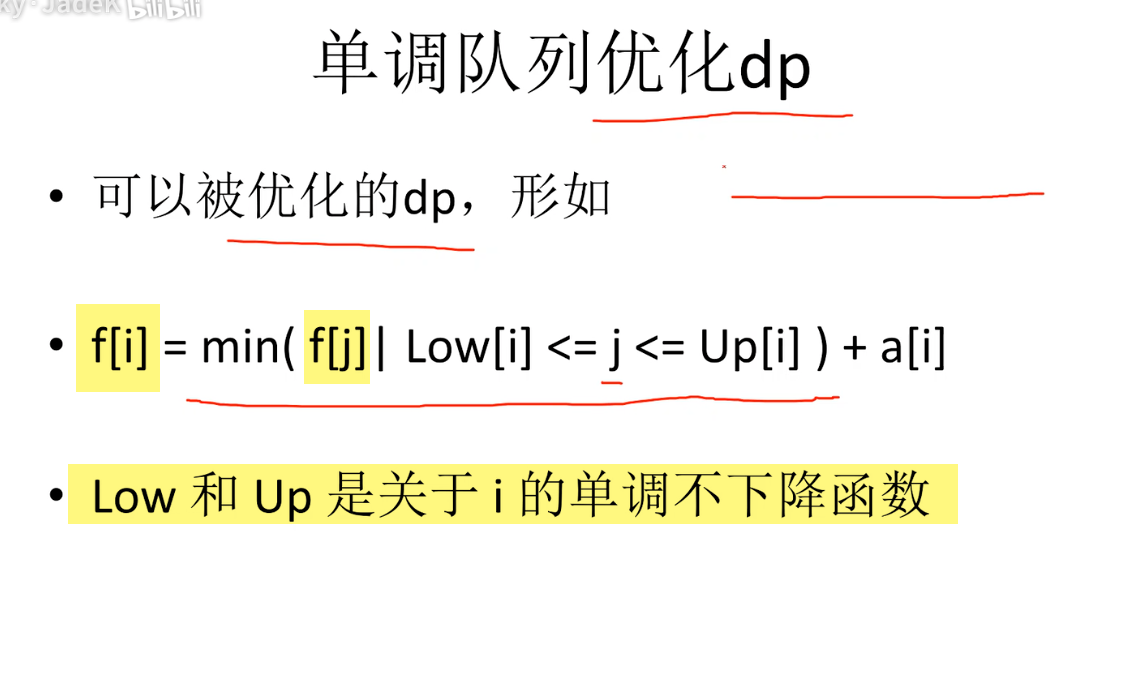 ky·JadeK bilibili
单调队列优化dp
• 可以被优化的dp，形如
• f[i] = min( f[j]| Low[i] <= j <= Up[i] ) + a[i]
• Low 和 Up 是关于 i 的单调不下降函数